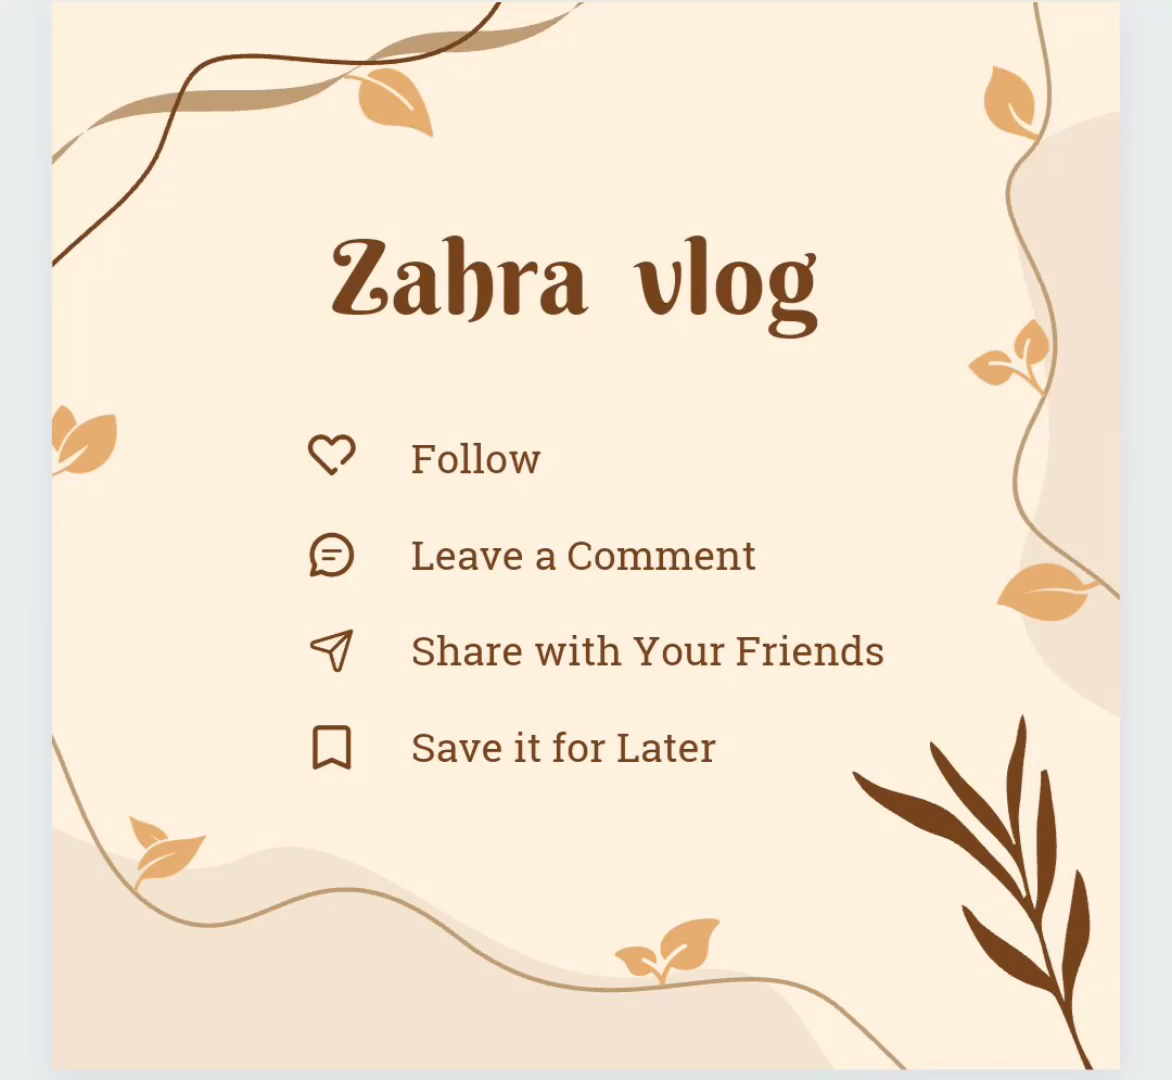 Zahra vlog
Follow
Leave a Comment
Share with Your Friends
Save it for Later